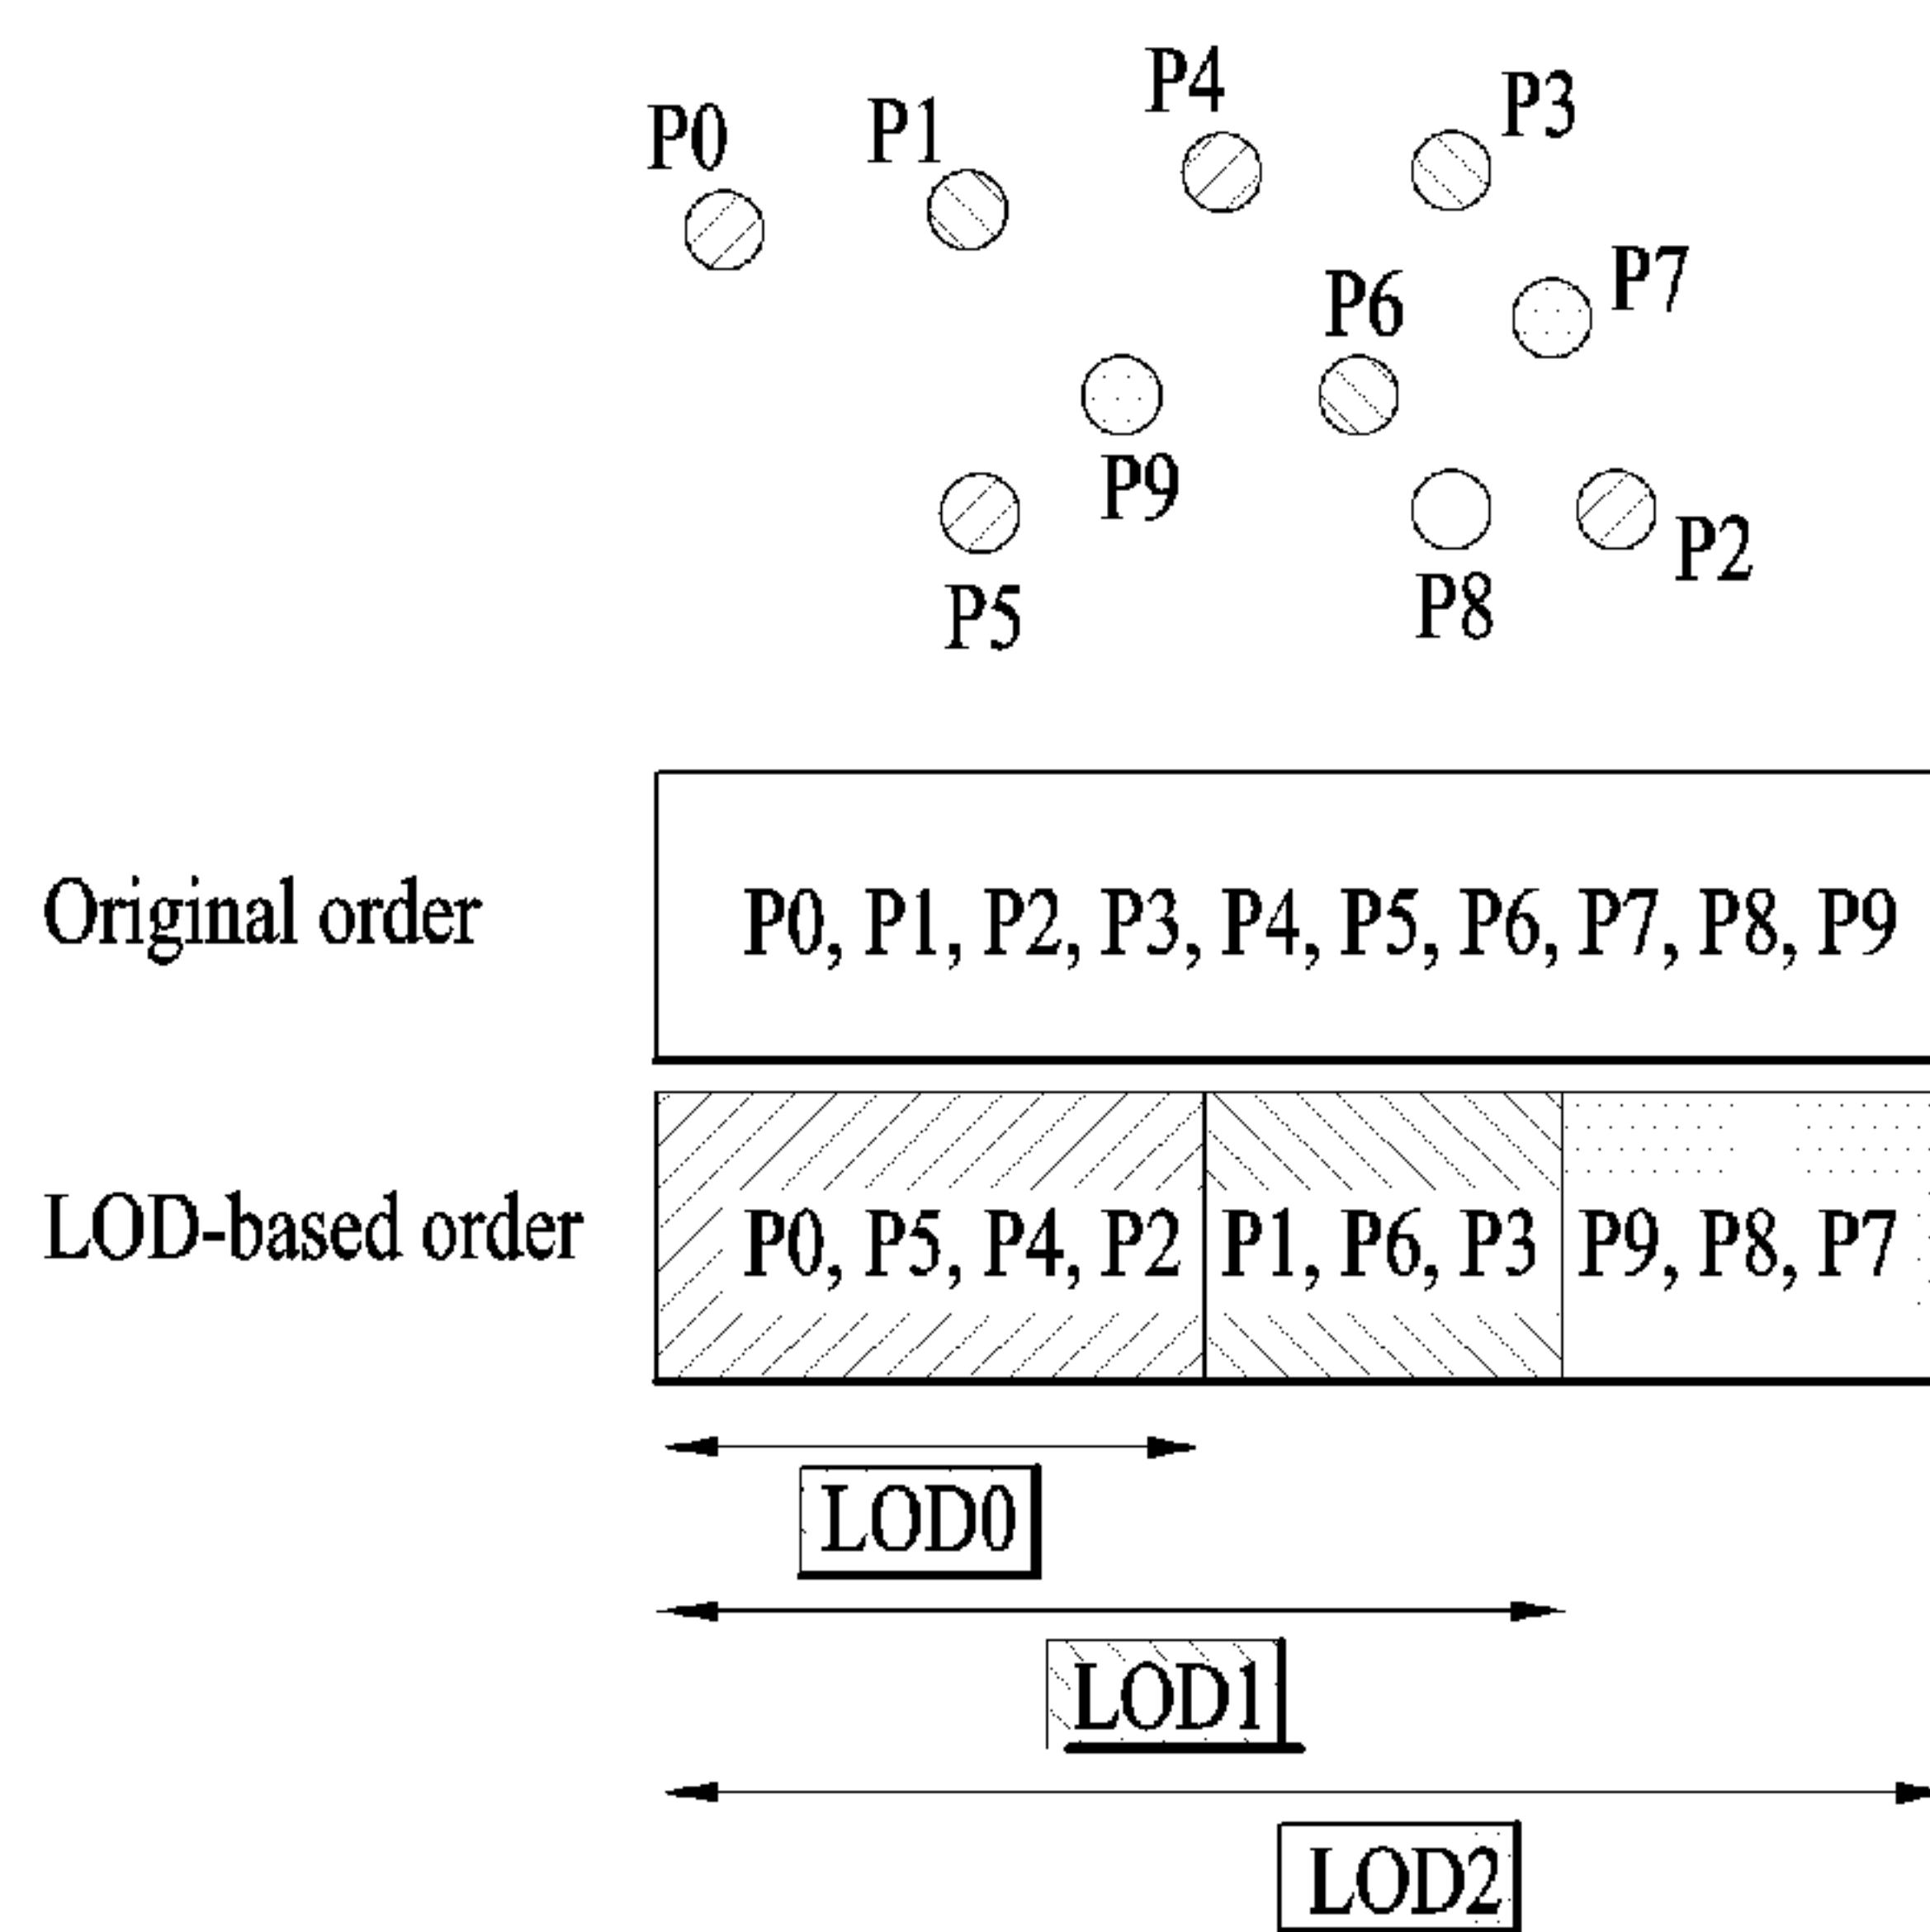 P4
P3
P0
P1
P7
P6
P9
P2
P5
P8
Original order
P0, P1, P2, P3, P4, P5, P6, P7, P8, P9
LOD-based order
P0, P5, P4, P2 P1, P6, P3 P9, P8, P7
LOD0
LOD1
LOD2